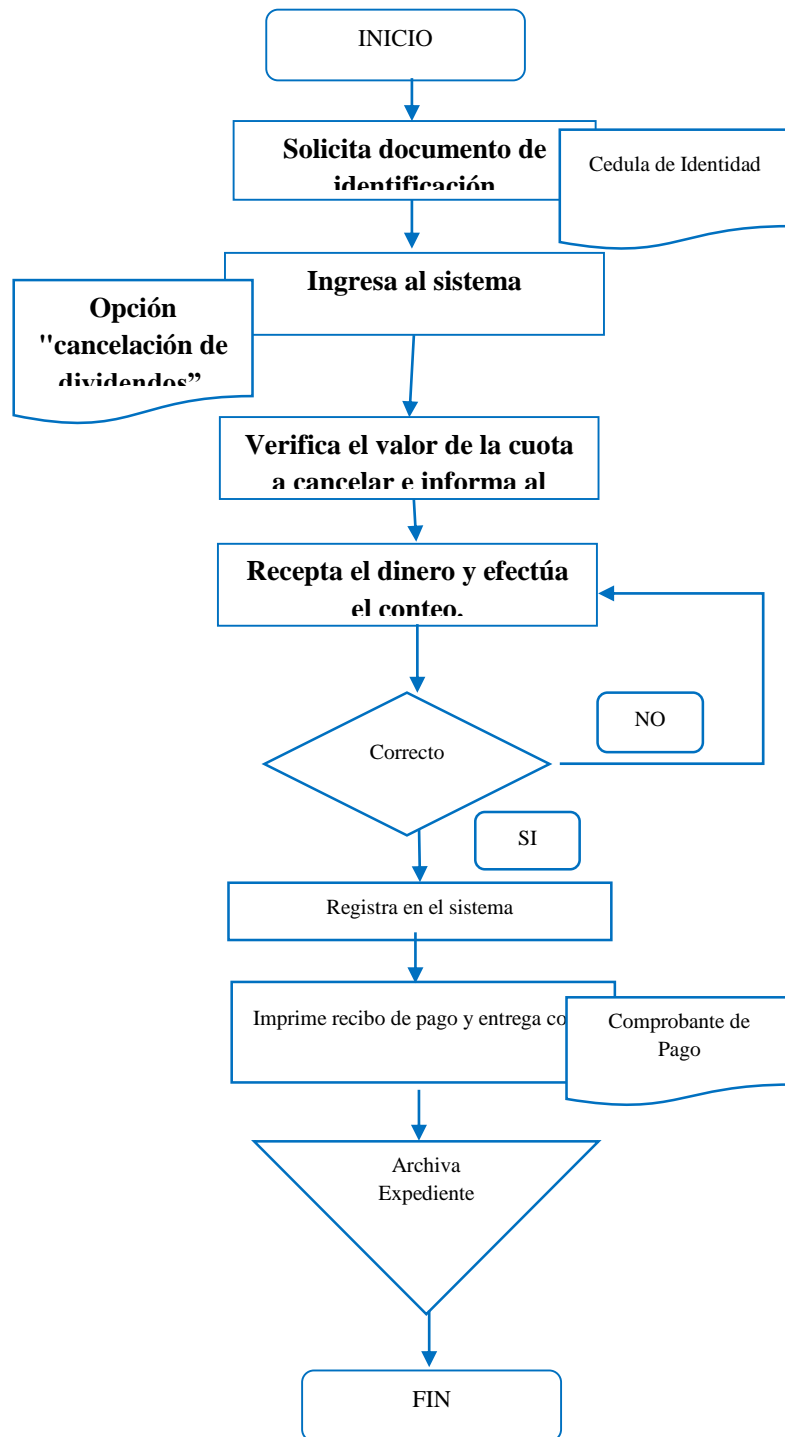 INICIO
Solicita documento de
identificación
Cedula de Identidad
Ingresa al sistema
Opción
"cancelación de
dividendos”
Verifica el valor de la cuota
a cancelar e informa al
Recepta el dinero y efectúa
el conteo.
NO
Correcto
SI
Registra en el sistema
Imprime recibo de pago y entrega co
Comprobante de
Pago
Archiva
Expediente
FIN